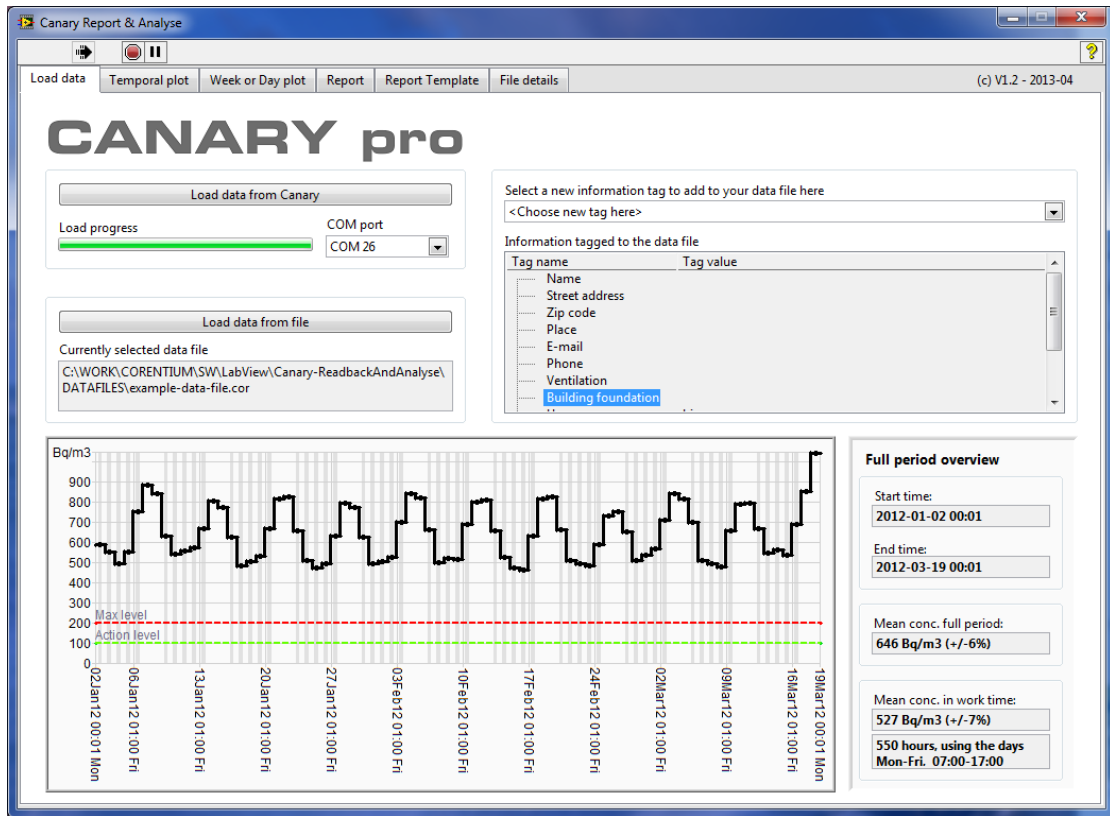 Canary Report & Analyse
Load data
Temporal plot
Week or Day plot
Report
Report Template
File details
(c) V1.2 - 2013-04
CANARY pro
Load data from Canary
Load progress
COM port
COM 26
Load data from file
Currently selected data file
C:\WORK\CORENTIUM\SW\LabView\Canary-ReadbackAndAnalyse\
DATAFILES\example-data-file.cor
Select a new information tag to add to your data file here
<Choose new tag here>
Information tagged to the data file
Tag name Tag value
Name
Street address
Zip code
Place
E-mail
Phone
Ventilation
Building foundation
Bq/m3
900
800
700
600
500
400
300
200
100
0
Max level
Action level
02Jan12 00:01 Mon
06Jan12 01:00 Fri
13Jan12 01:00 Fri
20Jan12 01:00 Fri
27Jan12 01:00 Fri
03Feb12 01:00 Fri
10Feb12 01:00 Fri
17Feb12 01:00 Fri
24Feb12 01:00 Fri
02Mar12 01:00 Fri
09Mar12 01:00 Fri
16Mar12 01:00 Fri
19Mar12 00:01 Mon
Full period overview
Start time:
2012-01-02 00:01
End time:
2012-03-19 00:01
Mean conc. full period:
646 Bq/m3 (+/-6%)
Mean conc. in work time:
527 Bq/m3 (+/-7%)
550 hours, using the days
Mon-Fri. 07:00-17:00